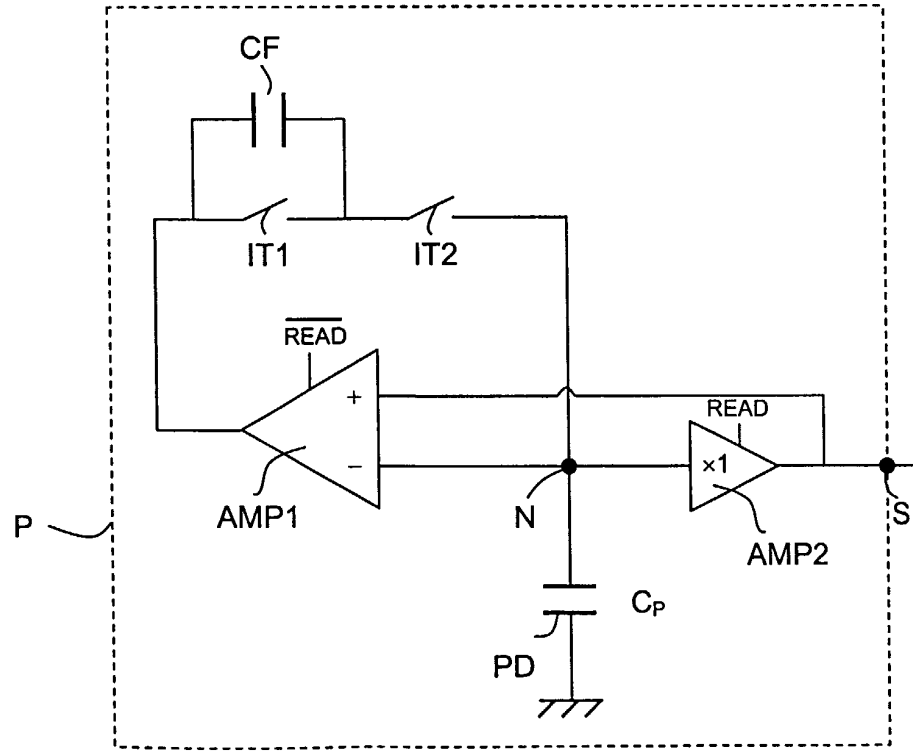 CF
IT1
IT2
READ
+
−
AMP1
READ
×1
AMP2
N
S
P
CP
PD